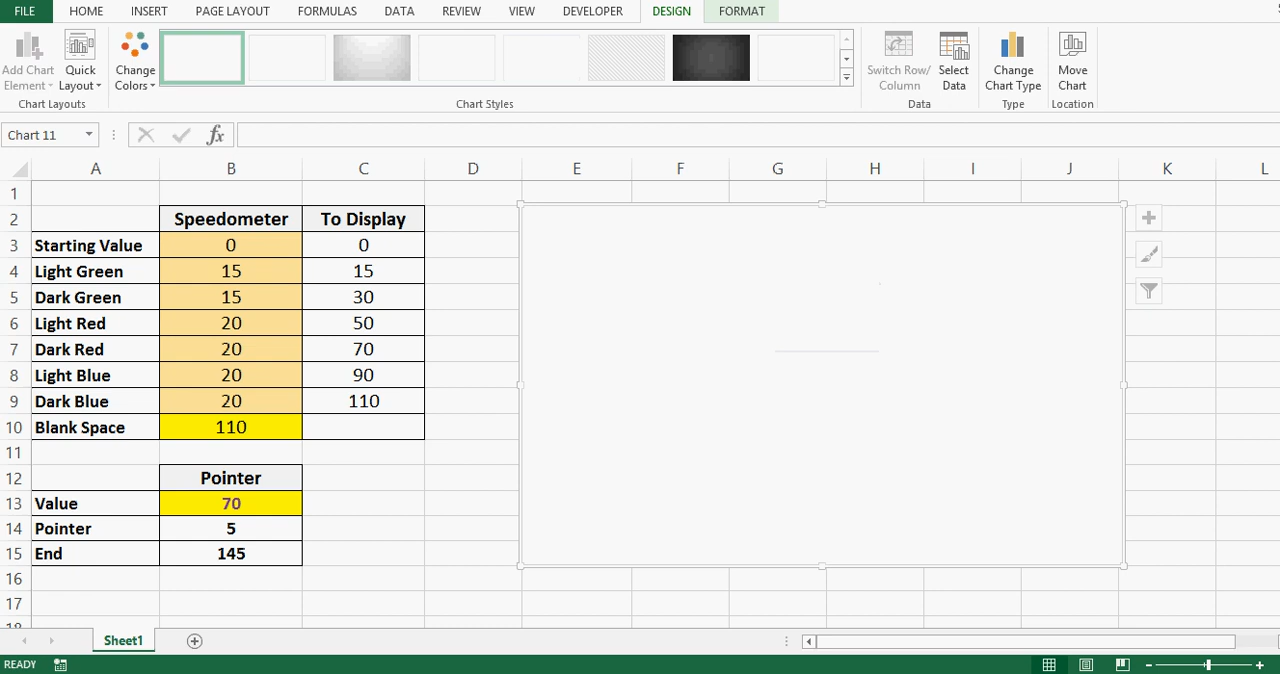 FILE HOME INSERT PAGE LAYOUT FORMULAS DATA REVIEW VIEW DEVELOPER DESIGN FORMAT
Add Chart Element Quick Layout Change Colors Switch Row/ Column Select Data Change Chart Type Move Chart
Chart Layouts Chart Styles Data Type Location
Chart 11 fx
A B C D E F G H I J K L
1
2 Speedometer To Display
3 Starting Value 0 0
4 Light Green 15 15
5 Dark Green 15 30
6 Light Red 20 50
7 Dark Red 20 70
8 Light Blue 20 90
9 Dark Blue 20 110
10 Blank Space 110
11
12 Pointer
13 Value 70
14 Pointer 5
15 End 145
16
17
18
Sheet1
READY